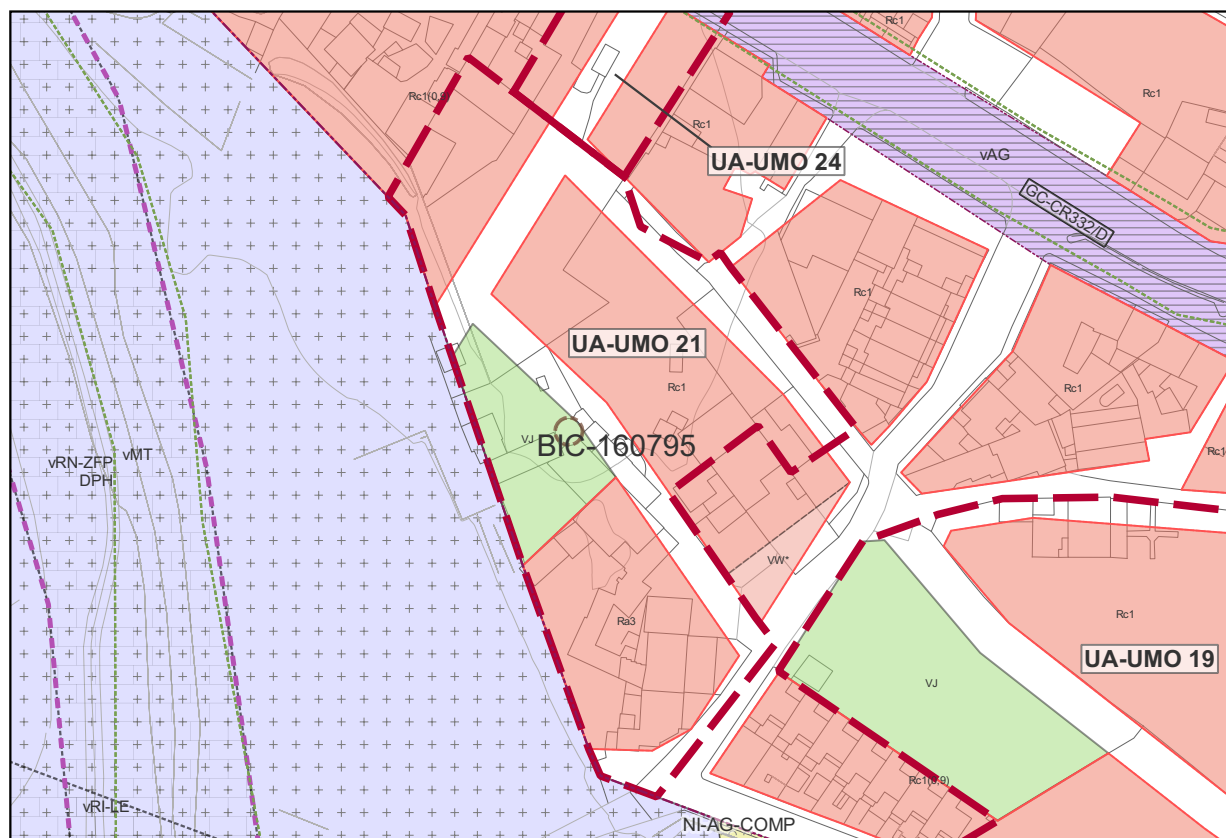 Rc1
Rc1
Rc1(0,9)
Rc1
UA-UMO 24
vAG
GC-CR332/D
Rc1
UA-UMO 21
Rc1
Rc1
VJ
BIC-160795
vRN-ZFP
DPH
vMT
VW*
Ra3
Rc1
UA-UMO 19
VJ
Rc1(0,9)
vRI-LE
NI-AG-COMP